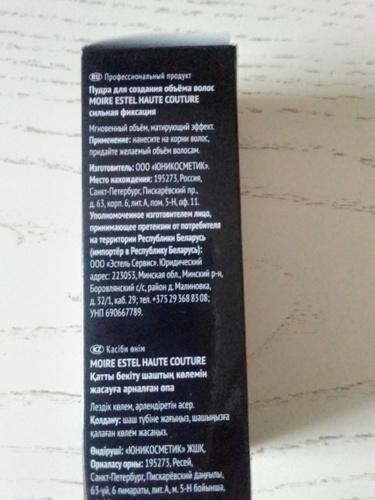 RU Профессиональный продукт
Пудра для создания объёма волос
MOIRE ESTEL HAUTE COUTURE
сильная фиксация
Мгновенный объём, матирующий эффект.
Применение: нанесите на корни волос,
придайте желаемый объём волосам.
Изготовитель: ООО «ЮНИКОСМЕТИК».
Место нахождения: 195273, Россия,
Санкт-Петербург, Пискарёвский пр.,
д. 63, корп. 6, лит. А, пом. 5-Н, оф. 11.
Уполномоченное изготовителем лицо,
принимающее претензии от потребителя
на территории Республики Беларусь
(импортёр в Республику Беларусь):
ООО «Эстель Сервис». Юридический
адрес: 223053, Минская обл., Минский р-н,
Боровлянский с/с, район д. Малиновка,
д. 32/1, каб. 29; тел. +375 29 368 83 08;
УНП 690667789.
KZ Кәсіби өнім
MOIRE ESTEL HAUTE COUTURE
Қатты бекіту шаштың көлемін
жасауға арналған опа
Лездік көлем, әрлендіретін әсер.
Қолдану: шаш түбіне жағыңыз, шашыңызға
қалаған көлем жасаңыз.
Өндіруші: «ЮНИКОСМЕТИК» ЖШҚ.
Орналасу орны: 195273, Ресей,
Санкт-Петербург, Пискарёвский даңғылы,
63-үй, 6 ғимараты, лит. А, пом. 5-Н бойынша,